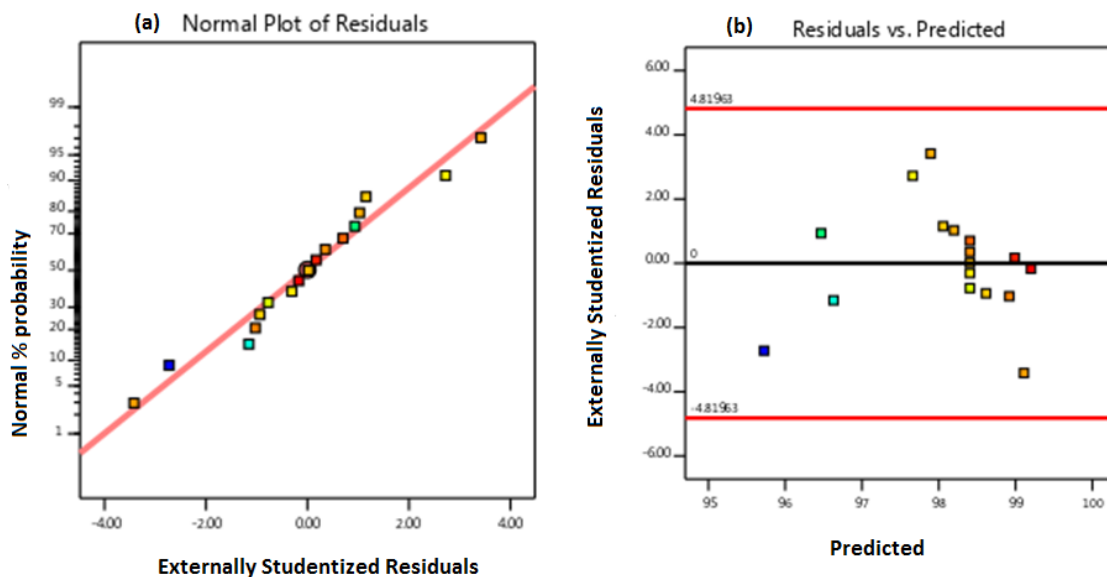 (a)
Normal Plot of Residuals
Normal % probability
99
95
90
80
70
50
30
20
10
5
1
-4.00 -2.00 0.00 2.00 4.00
Externally Studentized Residuals
(b)
Residuals vs. Predicted
Externally Studentized Residuals
6.00
4.81963
4.00
2.00
0
0.00
-2.00
-4.00
-4.81963
-6.00
95 96 97 98 99 100
Predicted